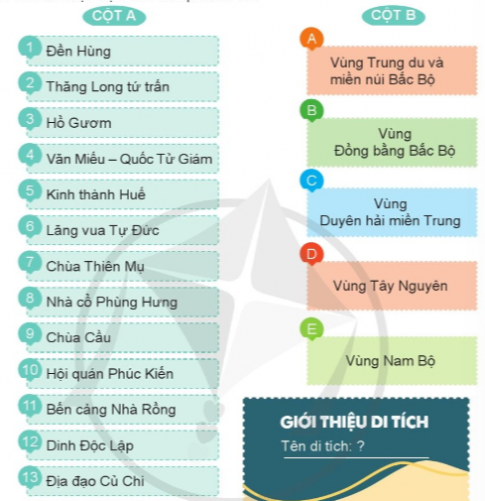 CỘT A
1 Đền Hùng
2 Thăng Long tứ trấn
3 Hồ Gươm
4 Văn Miếu – Quốc Tử Giám
5 Kinh thành Huế
6 Lăng vua Tự Đức
7 Chùa Thiên Mụ
8 Nhà cổ Phùng Hưng
9 Chùa Cầu
10 Hội quán Phúc Kiến
11 Bến cảng Nhà Rồng
12 Dinh Độc Lập
13 Địa đạo Củ Chi
CỘT B
A
Vùng Trung du và
miền núi Bắc Bộ
B
Vùng
Đồng bằng Bắc Bộ
C
Vùng
Duyên hải miền Trung
D
Vùng Tây Nguyên
E
Vùng Nam Bộ
GIỚI THIỆU DI TÍCH
Tên di tích: ?